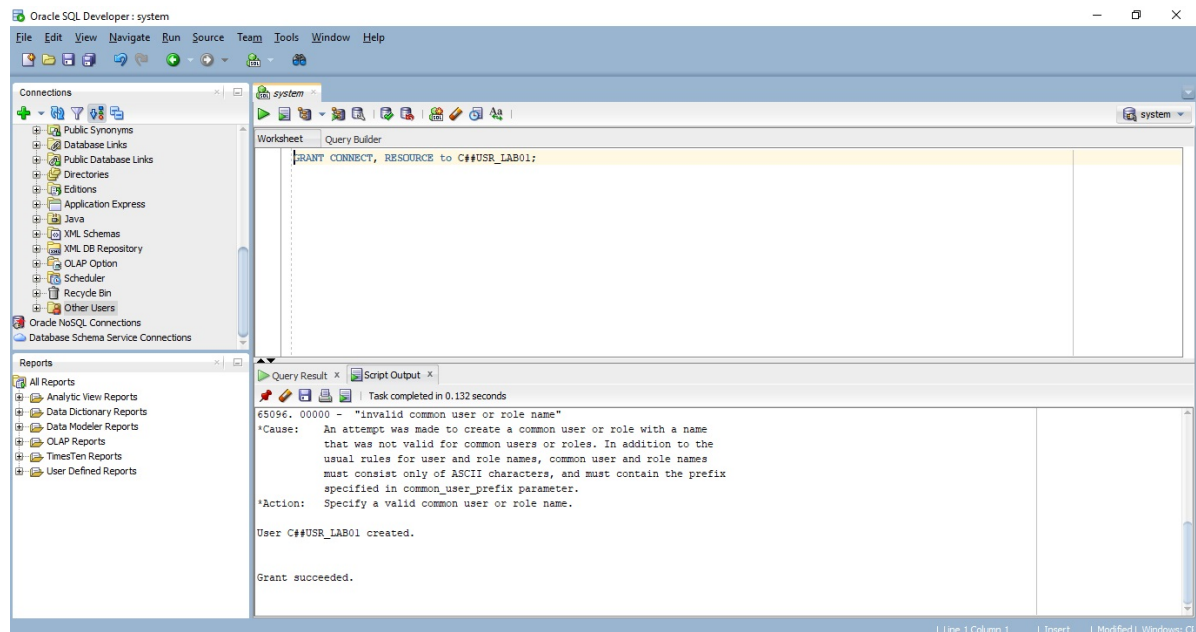 Oracle SQL Developer : system
File Edit View Navigate Run Source Team Tools Window Help
Connections
Public Synonyms
Database Links
Public Database Links
Directories
Editions
Application Express
Java
XML Schemas
XML DB Repository
OLAP Option
Scheduler
Recycle Bin
Other Users
Oracle NoSQL Connections
Database Schema Service Connections
Reports
All Reports
Analytic View Reports
Data Dictionary Reports
Data Modeler Reports
OLAP Reports
TimesTen Reports
User Defined Reports
system
system
Worksheet Query Builder
GRANT CONNECT, RESOURCE to C##USR_LAB01;
Query Result x Script Output x
Task completed in 0.132 seconds
65096. 00000 - "invalid common user or role name"
*Cause: An attempt was made to create a common user or role with a name
that was not valid for common users or roles. In addition to the
usual rules for user and role names, common user and role names
must consist only of ASCII characters, and must contain the prefix
specified in common_user_prefix parameter.
*Action: Specify a valid common user or role name.
User C##USR_LAB01 created.
Grant succeeded.
Line 1 Column 1 | Insert | Modified | Windows: Cl